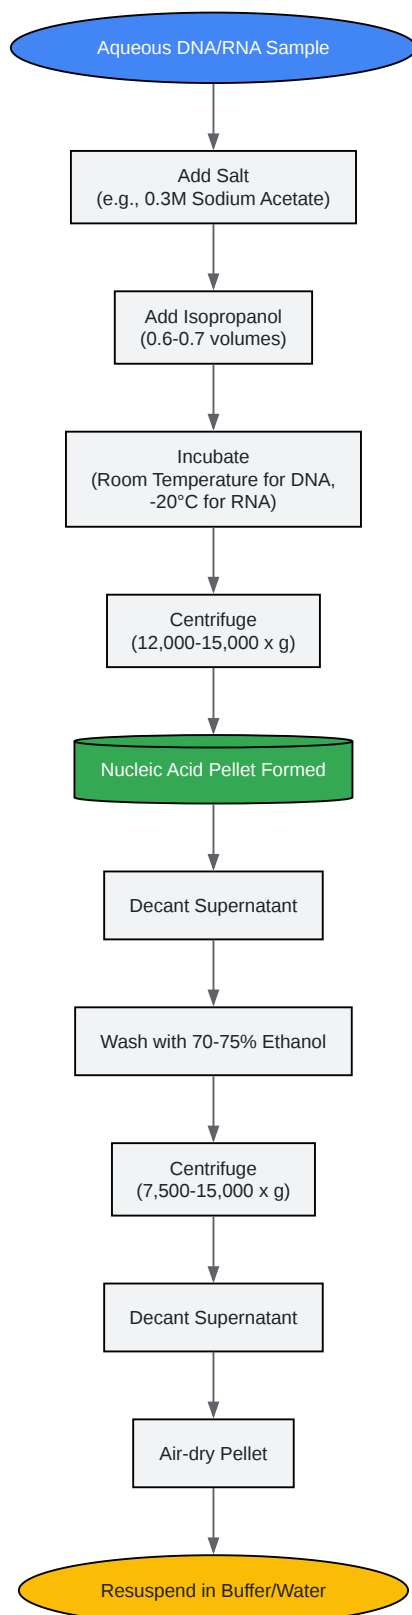 Aqueous DNA/RNA Sample
Add Salt
(e.g., 0.3M Sodium Acetate)
Add Isopropanol
(0.6-0.7 volumes)
Incubate
(Room Temperature for DNA,
-20°C for RNA)
Centrifuge
(12,000-15,000 x g)
Nucleic Acid Pellet Formed
Decant Supernatant
Wash with 70-75% Ethanol
Centrifuge
(7,500-15,000 x g)
Decant Supernatant
Air-dry Pellet
Resuspend in Buffer/Water